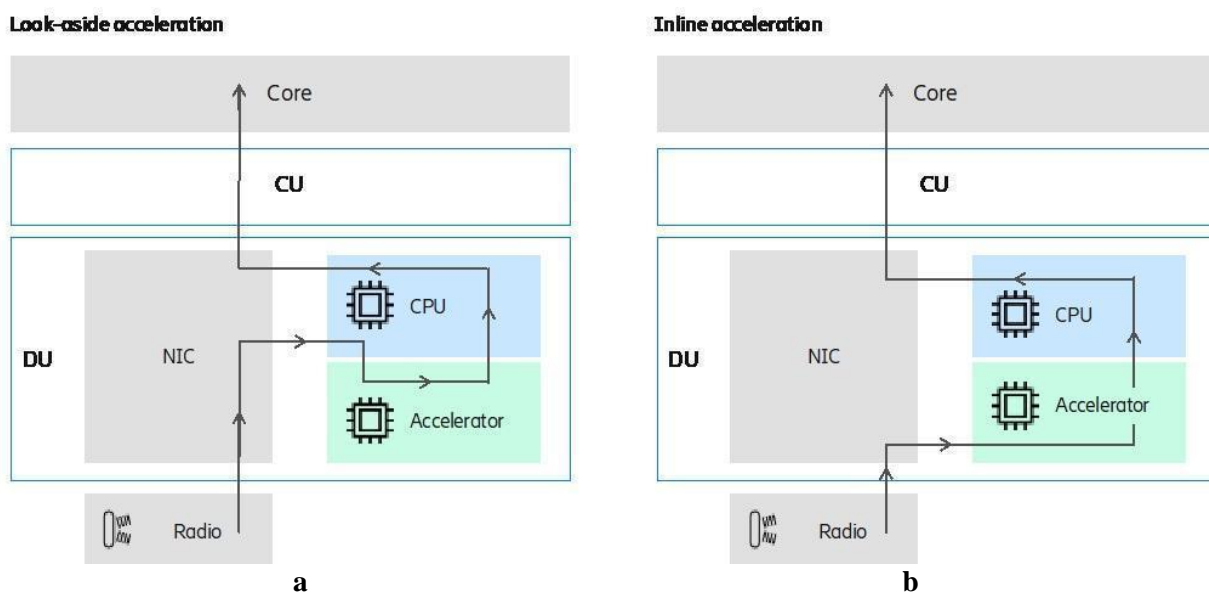 Look-aside acceleration
Core
CU
DU
NIC
CPU
Accelerator
Radio
a
Inline acceleration
Core
CU
DU
NIC
CPU
Accelerator
Radio
b